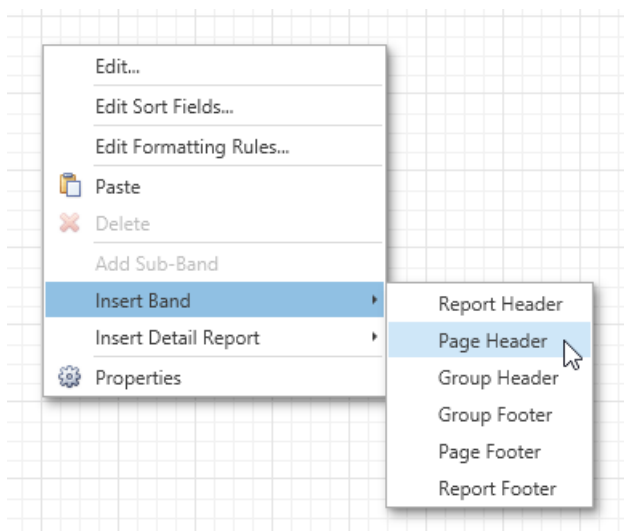 Edit...
Edit Sort Fields...
Edit Formatting Rules...
Paste
Delete
Add Sub-Band
Insert Band
Insert Detail Report
Properties
Report Header
Page Header
Group Header
Group Footer
Page Footer
Report Footer